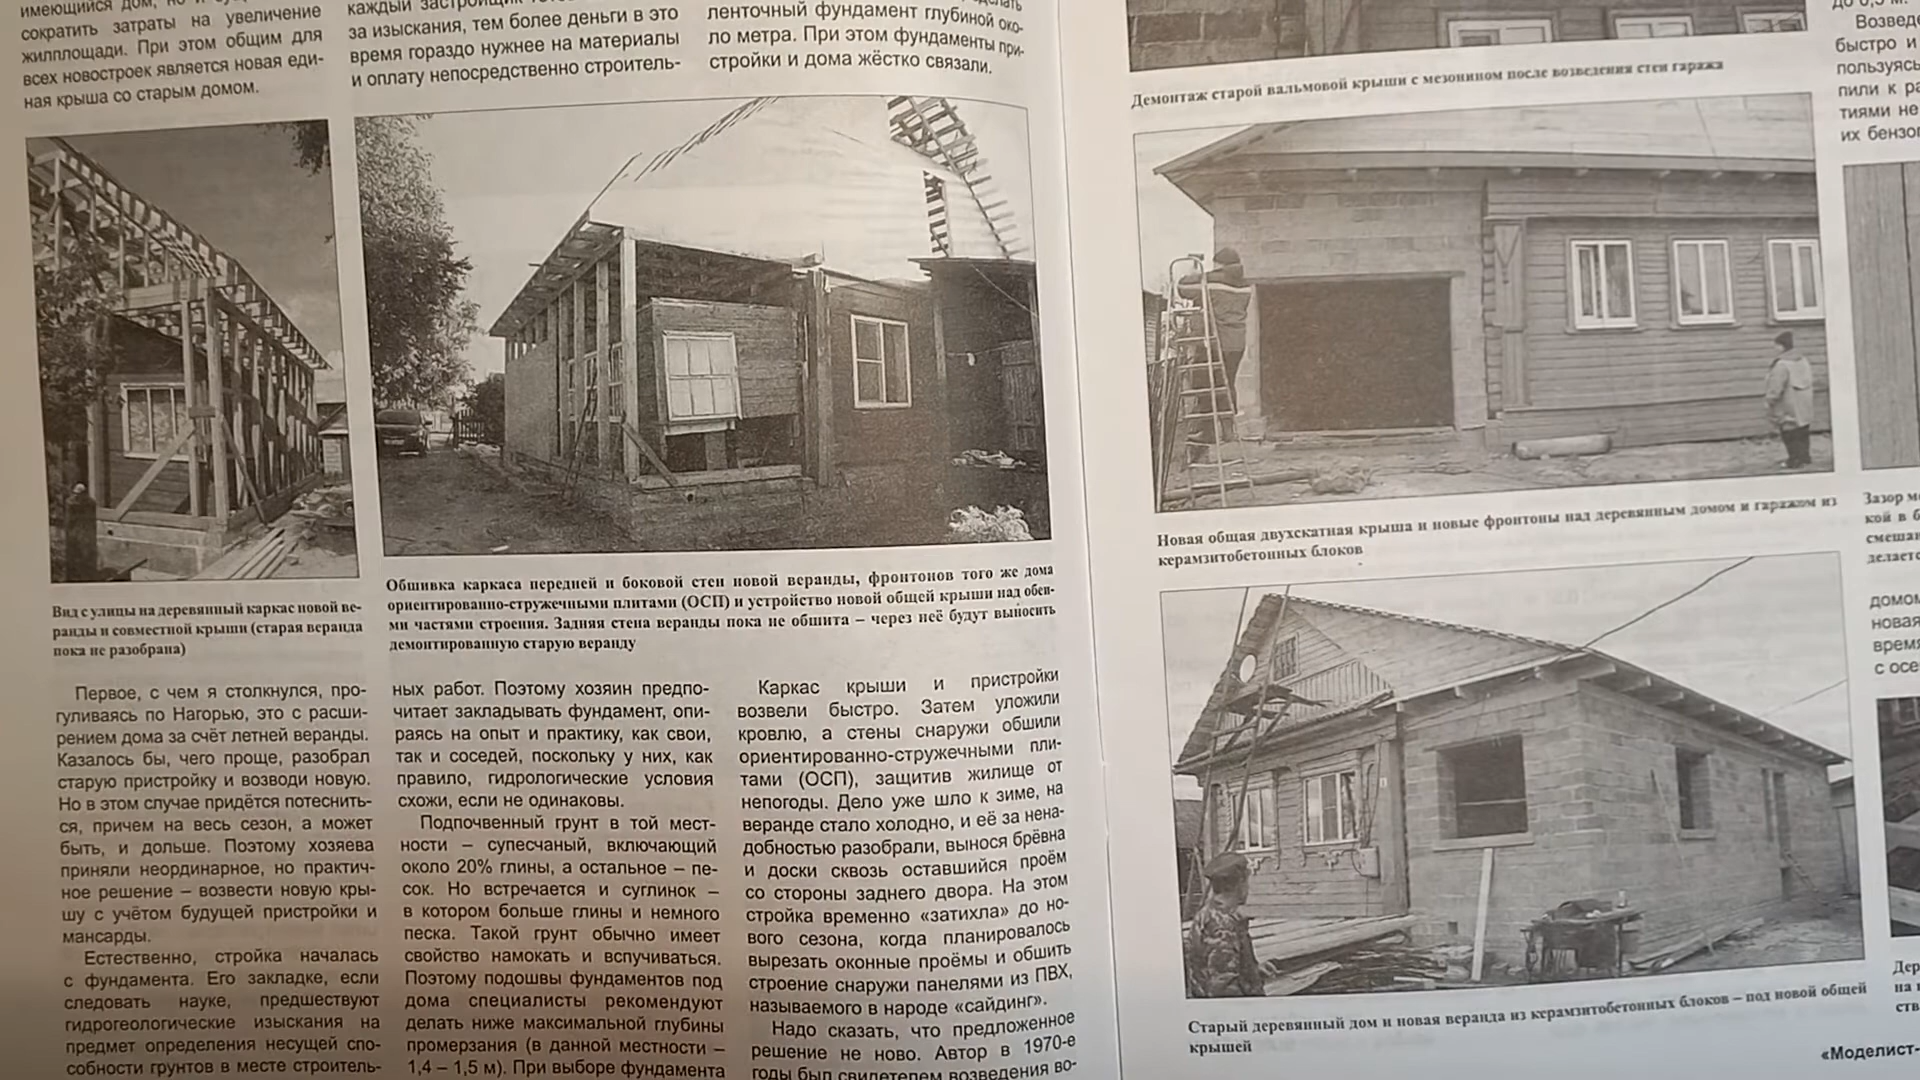 имеющийся дом, но и
сократить затраты на увеличение
жилплощади. При этом общим для
всех новостроек является новая еди-
ная крыша со старым домом.
каждый застройщик
за изыскания, тем более деньги в это
время гораздо нужнее на материалы
и оплату непосредственно строитель-
ленточный фундамент глубиной око-
ло метра. При этом фундаменты при-
стройки и дома жёстко связали.
Вид с улицы на деревянный каркас новой ве-
ранды и совместной крыши (старая веранда
пока не разобрана)
Обшивка каркаса передней и боковой стен новой веранды, фронтонов того же дома
ориентированно-стружечными плитами (ОСП) и устройство новой общей крыши над обеи-
ми частями строения. Задняя стена веранды пока не обшита – через неё будут выносить
демонтированную старую веранду
Первое, с чем я столкнулся, про-
гуливаясь по Нагорью, это с расши-
рением дома за счёт летней веранды.
Казалось бы, чего проще, разобрал
старую пристройку и возводи новую.
Но в этом случае придётся потеснить-
ся, причем на весь сезон, а может
быть, и дольше. Поэтому хозяева
приняли неординарное, но практич-
ное решение – возвести новую кры-
шу с учётом будущей пристройки и
мансарды.
Естественно, стройка началась
с фундамента. Его закладке, если
следовать науке, предшествуют
гидрогеологические изыскания на
предмет определения несущей спо-
собности грунтов в месте строитель-
ных работ. Поэтому хозяин предпо-
читает закладывать фундамент, опи-
раясь на опыт и практику, как свои,
так и соседей, поскольку у них, как
правило, гидрологические условия
схожи, если не одинаковы.
Подпочвенный грунт в той мест-
ности – супесчаный, включающий
около 20% глины, а остальное – пе-
сок. Но встречается и суглинок –
в котором больше глины и немного
песка. Такой грунт обычно имеет
свойство намокать и вспучиваться.
Поэтому подошвы фундаментов под
дома специалисты рекомендуют
делать ниже максимальной глубины
промерзания (в данной местности –
1,4 – 1,5 м). При выборе фундамента
Каркас крыши и пристройки
возвели быстро. Затем уложили
кровлю, а стены снаружи обшили
ориентированно-стружечными пли-
тами (ОСП), защитив жилище от
непогоды. Дело уже шло к зиме, на
веранде стало холодно, и её за нена-
добностью разобрали, вынося брёвна
и доски сквозь оставшийся проём
со стороны заднего двора. На этом
стройка временно «затихла» до но-
вого сезона, когда планировалось
вырезать оконные проёмы и обшить
строение снаружи панелями из ПВХ,
называемого в народе «сайдинг».
Надо сказать, что предложенное
решение не ново. Автор в 1970-е
годы был свидетелем возведения во-
Демонтаж старой вальмовой крыши с мезонином после возведения стен гаража
Новая общая двухскатная крыша и новые фронтоны над деревянным домом и гаражом из
керамзитобетонных блоков
Старый деревянный дом и новая веранда из керамзитобетонных блоков – под новой общей
крышей
Возведе
быстро и
пользуясь
пили к ра
тиями не
их бензог
Зазор ме
кой в б
смешан
делаетс
домом
новая
время
с осе
Дер
на
ств
«Моделист-